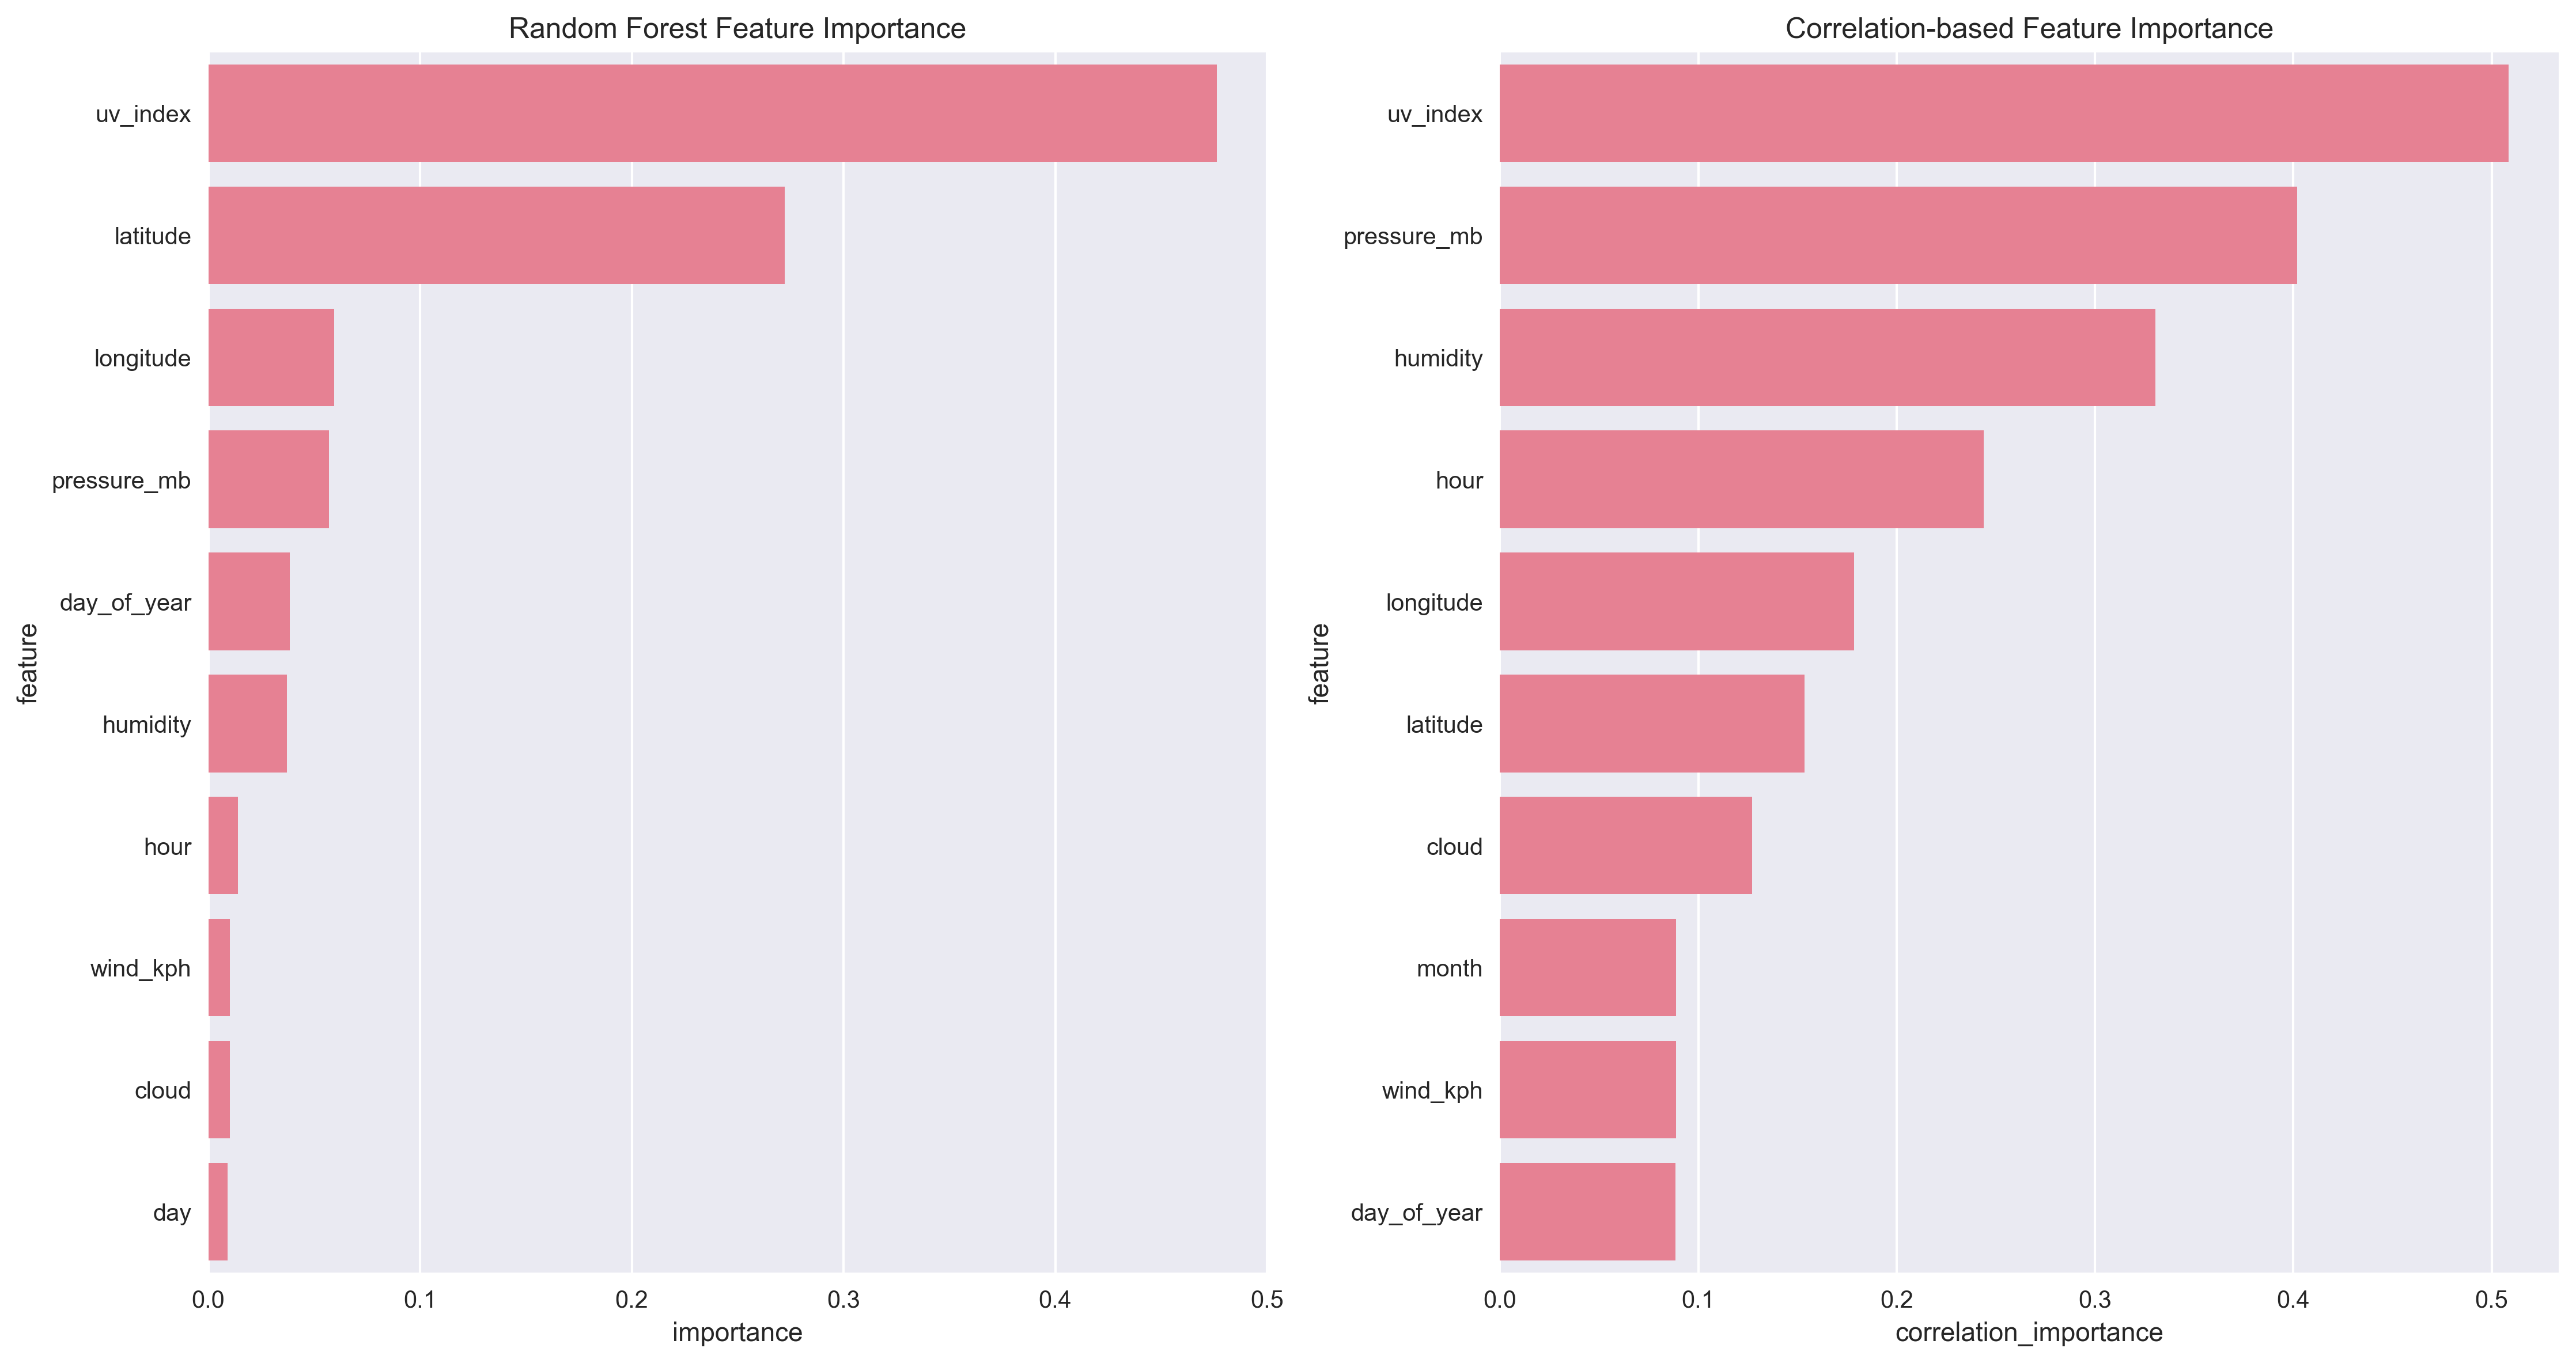 Random Forest Feature Importance
feature
uv_index
latitude
longitude
pressure_mb
day_of_year
humidity
hour
wind_kph
cloud
day
0.0 0.1 0.2 0.3 0.4 0.5
importance
Correlation-based Feature Importance
feature
uv_index
pressure_mb
humidity
hour
longitude
latitude
cloud
month
wind_kph
day_of_year
0.0 0.1 0.2 0.3 0.4 0.5
correlation_importance